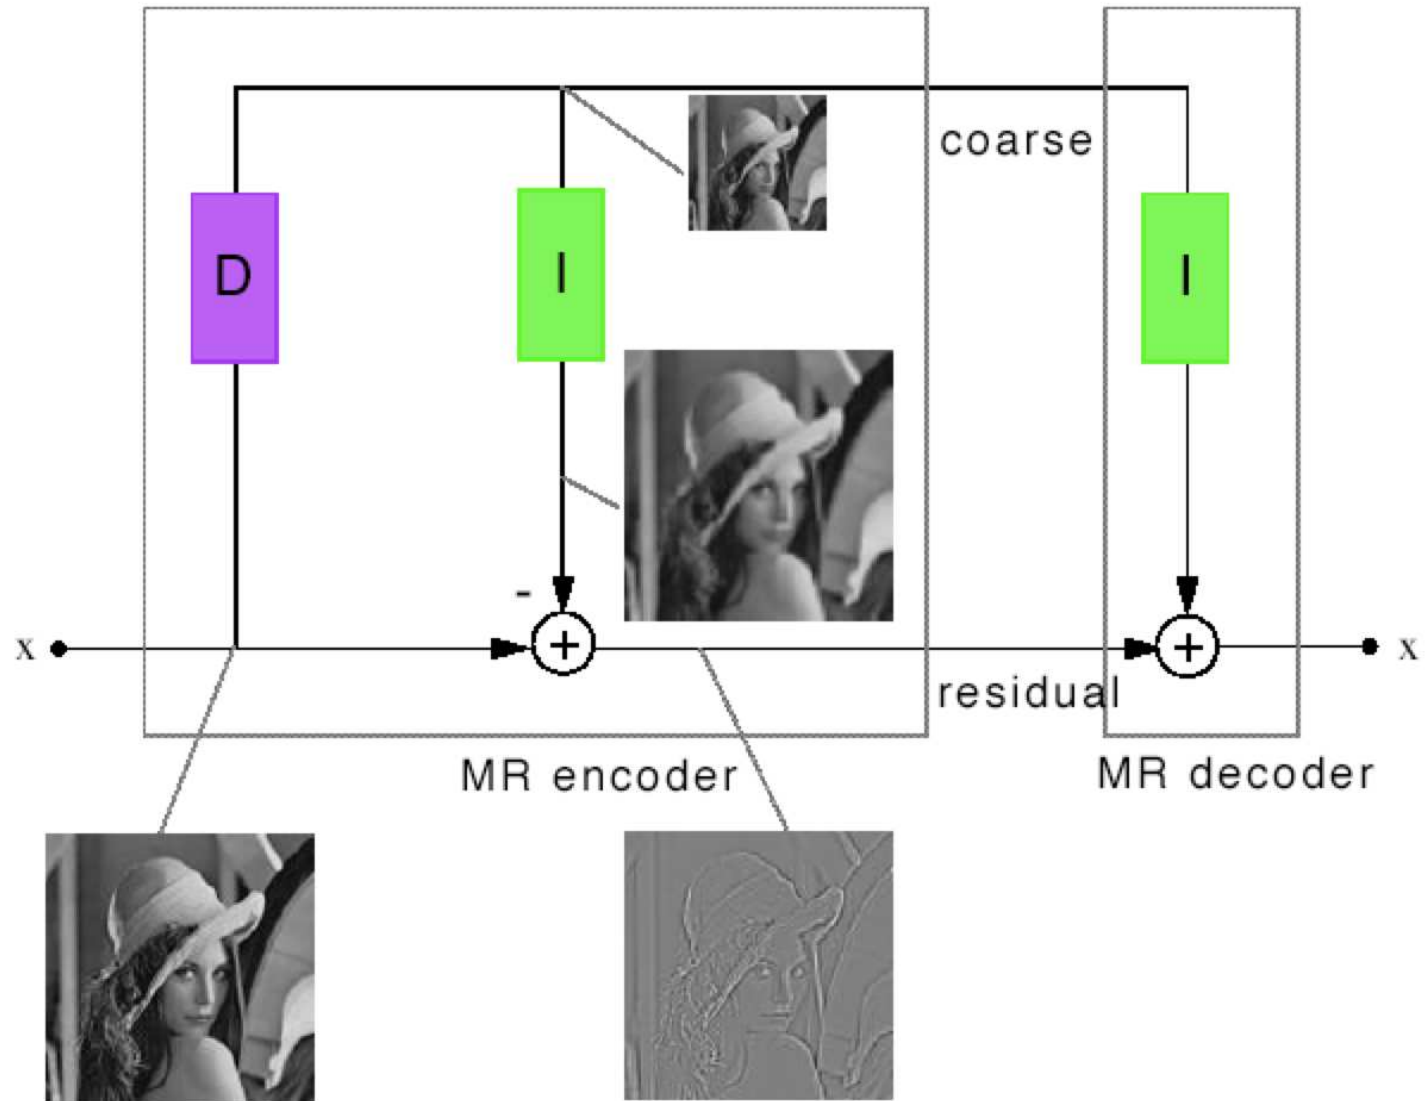 coarse
D
I
I
-
x
+
+
x
residual
MR encoder
MR decoder